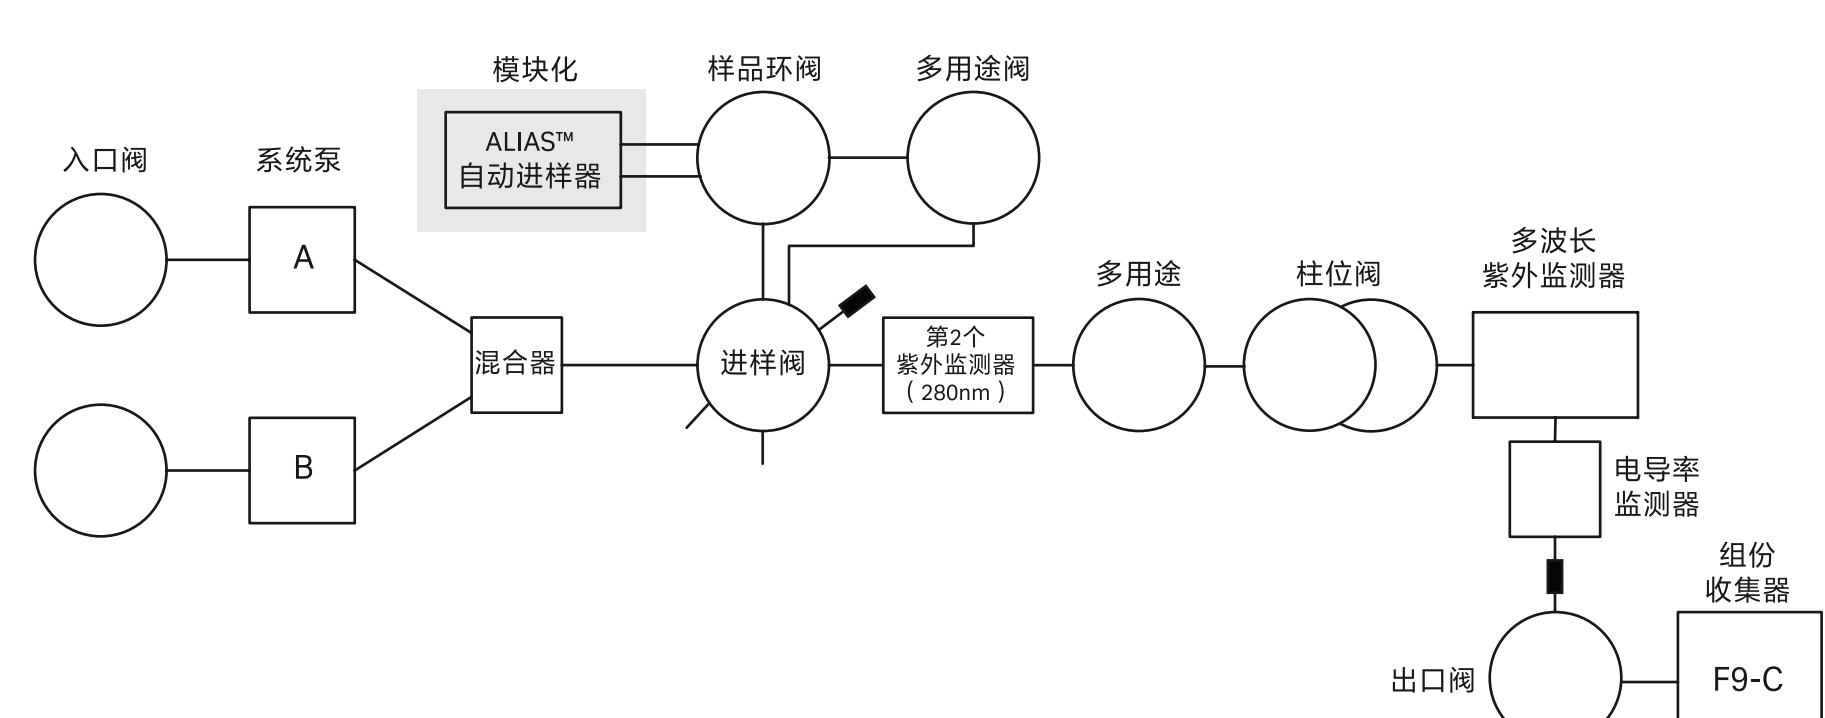 模块化
样品环阀
多用途阀
ALIAS™
自动进样器
入口阀
系统泵
A
多波长
紫外监测器
多用途
柱位阀
混合器
进样阀
第2个
紫外监测器
（280nm）
B
电导率
监测器
组份
收集器
出口阀
F9-C